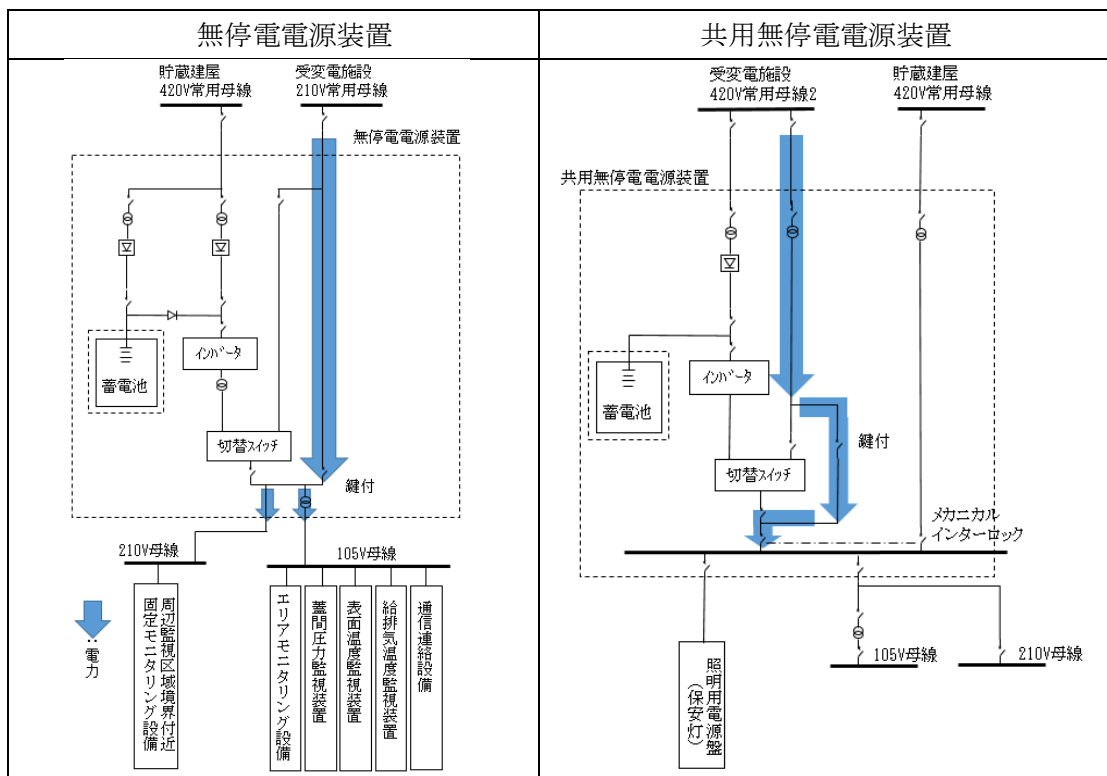 無停電電源装置
共用無停電電源装置
貯蔵建屋
420V常用母線
受変電施設
210V常用母線
無停電電源装置
インバータ
蓄電池
切替スイッチ
鍵付
210V母線
105V母線
周辺監視区域境界付近
固定モニタリング設備
エリアモニタリング設備
蓋間圧力監視装置
表面温度監視装置
給排気温度監視装置
通信連絡設備
:電力
受変電施設
420V常用母線2
貯蔵建屋
420V常用母線
共用無停電電源装置
インバータ
蓄電池
鍵付
切替スイッチ
メカニカル
インターロック
105V母線
210V母線
照明用電源盤
(保安灯)